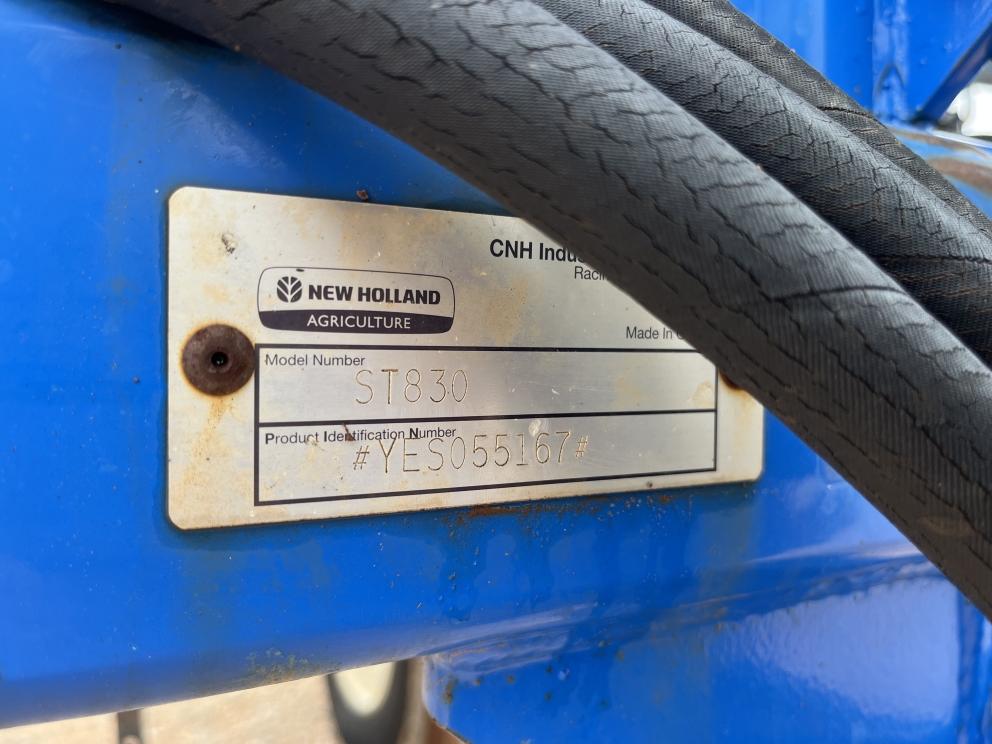 CNH Indu
Raci
NEW HOLLAND
AGRICULTURE
Made In
Model Number
ST830
Product Identification Number
#YES055167#